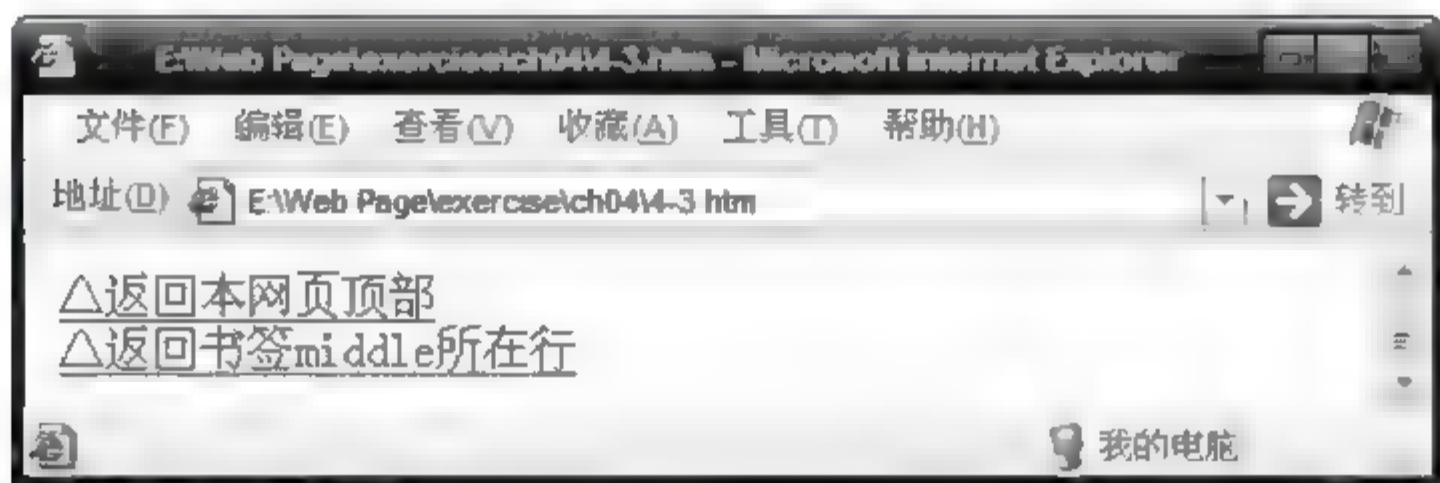 E:\Web Page\exercise\ch04\4-3.htm - Microsoft Internet Explorer
文件(F) 编辑(E) 查看(V) 收藏(A) 工具(T) 帮助(H)
地址(D) E:\Web Page\exercise\ch04\4-3 htm 转到
△返回本网页顶部
△返回书签middle所在行
我的电脑